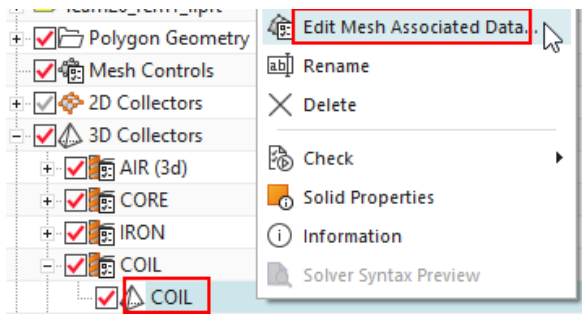 Polygon Geometry
Mesh Controls
2D Collectors
3D Collectors
AIR (3d)
CORE
IRON
COIL
COIL
Edit Mesh Associated Data...
Rename
Delete
Check
Solid Properties
Information
Solver Syntax Preview